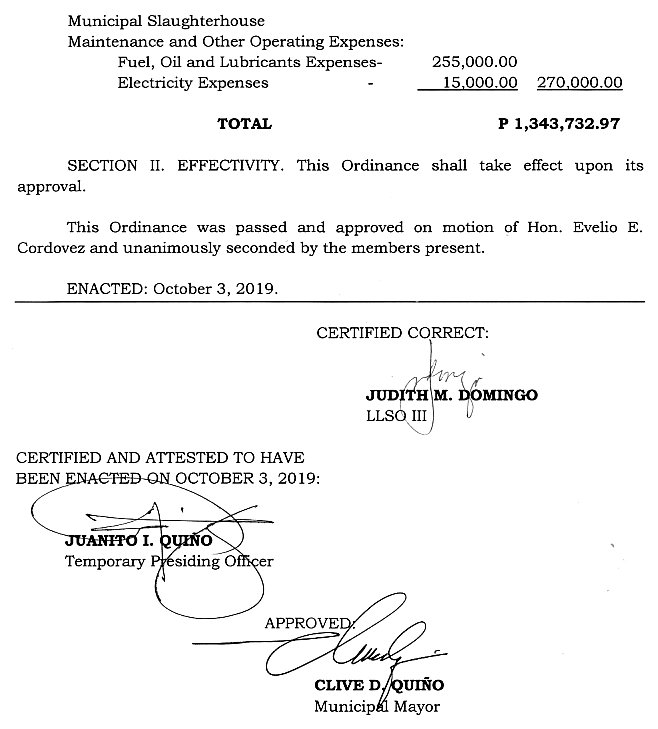 Municipal Slaughterhouse
Maintenance and Other Operating Expenses:
Fuel, Oil and Lubricants Expenses- 255,000.00
Electricity Expenses - 15,000.00 270,000.00
TOTAL P 1,343,732.97
SECTION II. EFFECTIVITY. This Ordinance shall take effect upon its
approval.
This Ordinance was passed and approved on motion of Hon. Evelio E.
Cordovez and unanimously seconded by the members present.
ENACTED: October 3, 2019.
CERTIFIED CORRECT:
JUDITH M. DOMINGO
LLSO III
CERTIFIED AND ATTESTED TO HAVE
BEEN ENACTED ON OCTOBER 3, 2019:
JUANITO I. QUIÑO
Temporary Presiding Officer
APPROVED:
CLIVE D. QUIÑO
Municipal Mayor